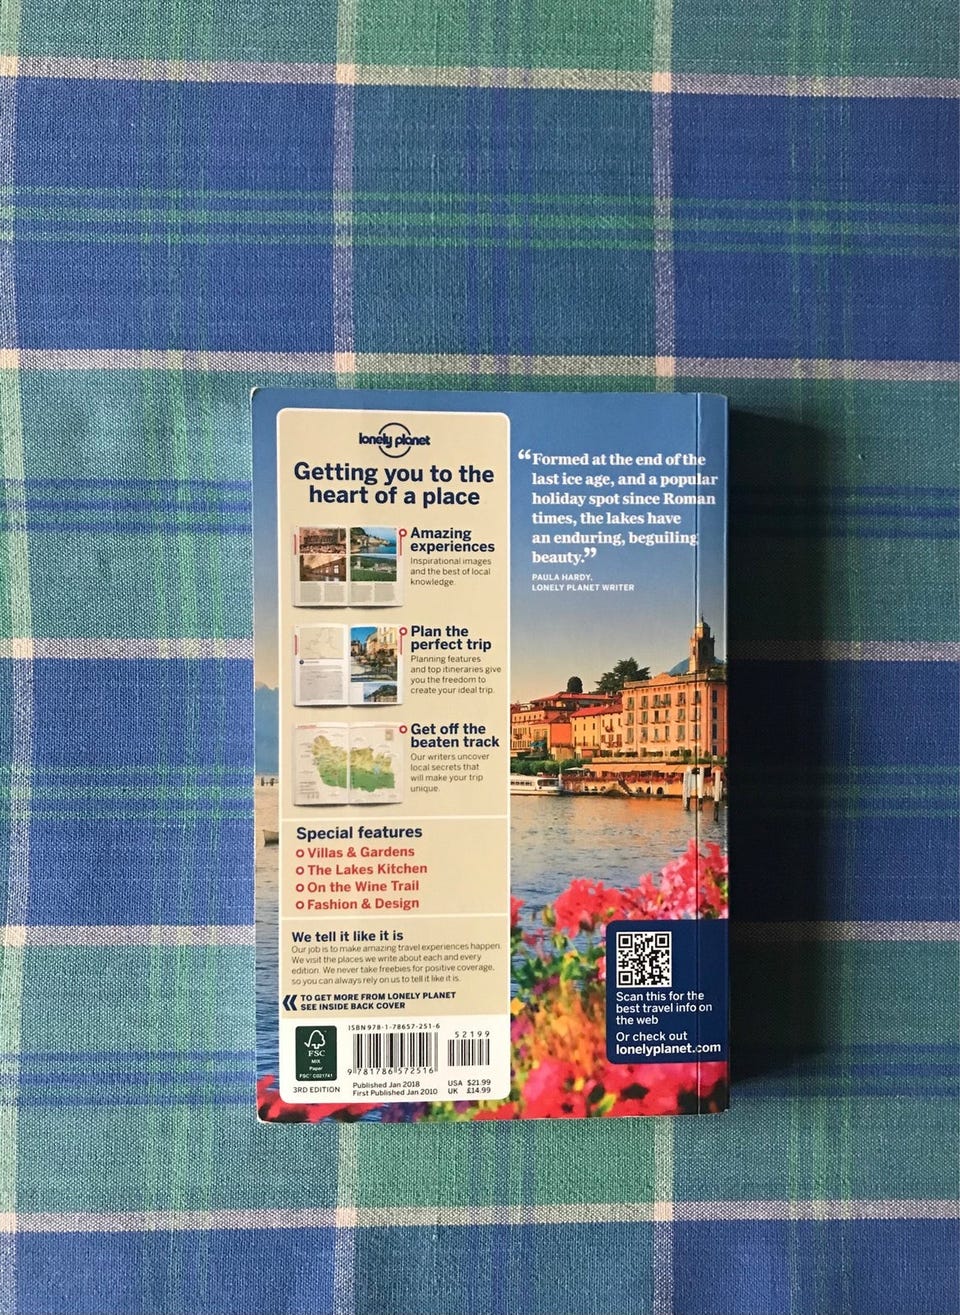 lonely planet
Getting you to the
heart of a place
Amazing
experiences
Inspirational images
and the best of local
knowledge.
Plan the
perfect trip
Planning features
and top itineraries give
you the freedom to
create your ideal trip.
Get off the
beaten track
Our writers uncover
local secrets that
will make your trip
unique.
Special features
Villas & Gardens
The Lakes Kitchen
On the Wine Trail
Fashion & Design
We tell it like it is
Our job is to make amazing travel experiences happen.
We visit the places we write about each and every
edition. We never take freebies for positive coverage,
so you can always rely on us to tell it like it is.
TO GET MORE FROM LONELY PLANET
SEE INSIDE BACK COVER
FSC
MIX
Paper
FSC® C021741
3RD EDITION
ISBN 978-1-78657-251-6
52199
9 781786 572516
Published Jan 2018
First Published Jan 2010
USA $21.99
UK £14.99
“Formed at the end of the
last ice age, and a popular
holiday spot since Roman
times, the lakes have
an enduring, beguiling
beauty.”
PAULA HARDY,
LONELY PLANET WRITER
Scan this for the
best travel info on
the web
Or check out
lonelyplanet.com